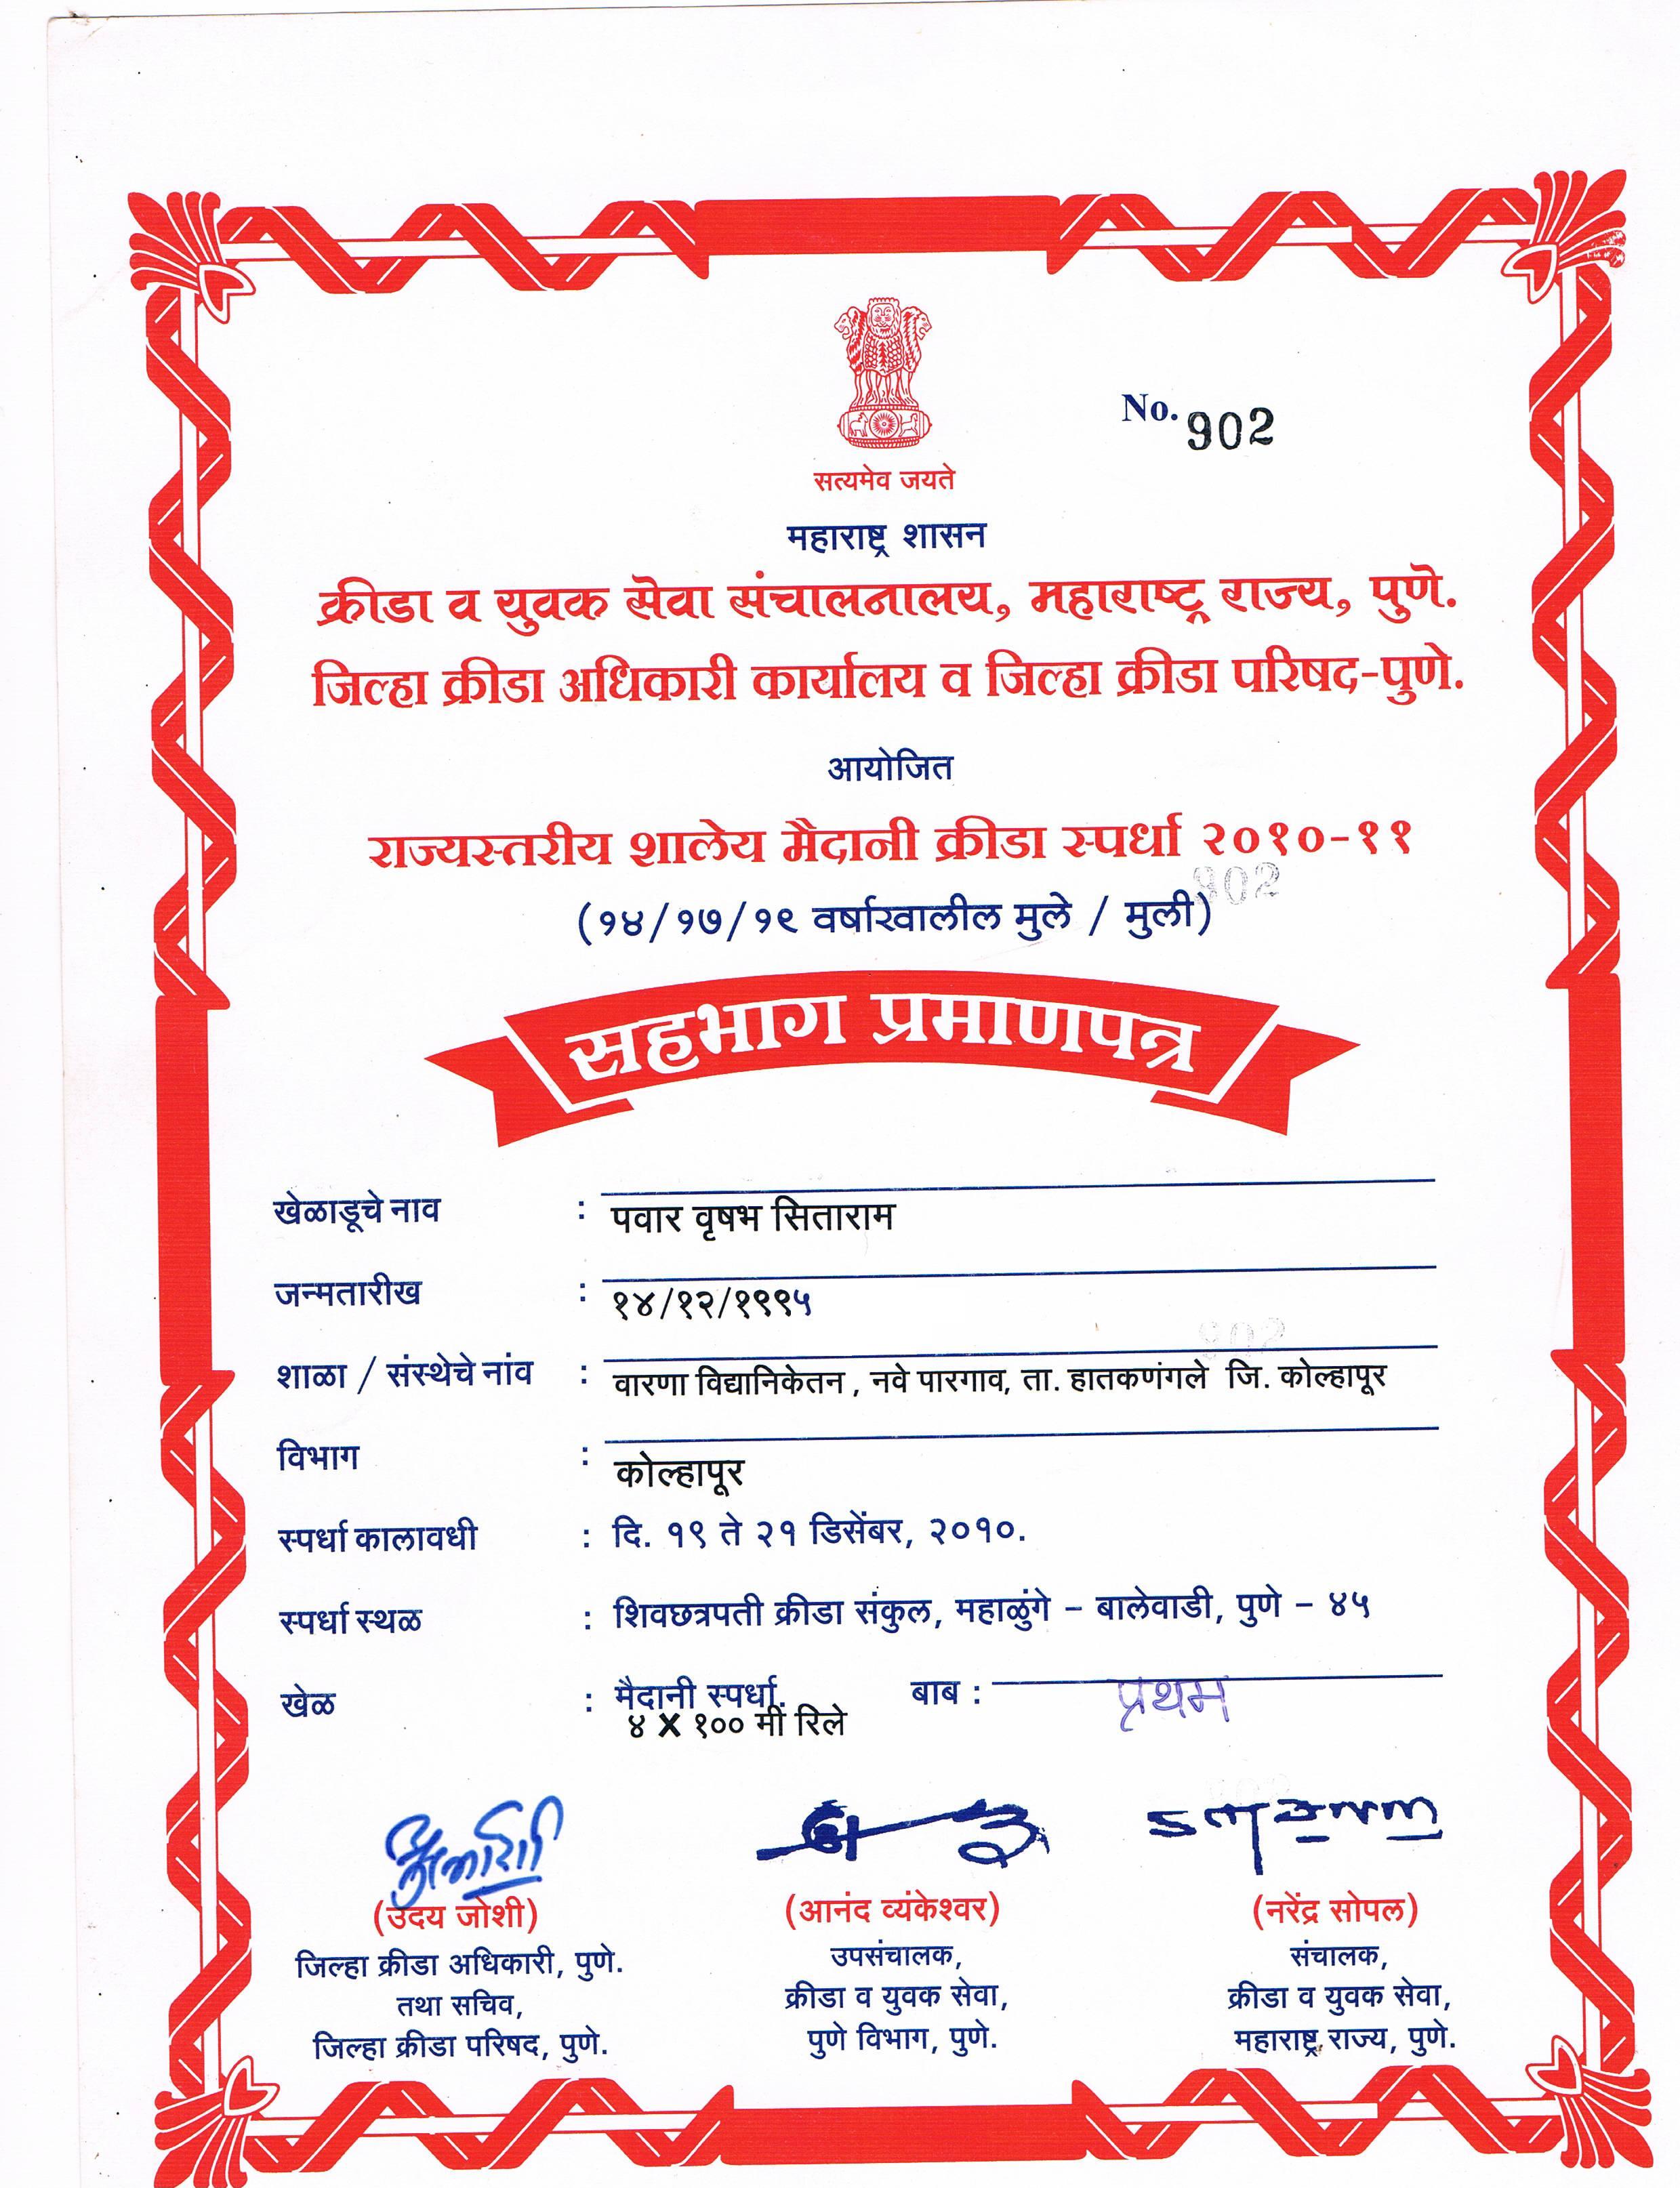 No. 902
सत्यमेव जयते
महाराष्ट्र शासन
क्रीडा व युवक सेवा संचालनालय, महाराष्ट्र राज्य, पुणे.
जिल्हा क्रीडा अधिकारी कार्यालय व जिल्हा क्रीडा परिषद-पुणे.
आयोजित
राज्यस्तरीय शालेय मैदानी क्रीडा स्पर्धा २०१०-११
902
(१४/१७/१९ वर्षाखालील मुले / मुली)
सहभाग प्रमाणपत्र
खेळाडूचे नाव : पवार वृषभ सिताराम
जन्मतारीख : १४/१२/१९९५
902
शाळा / संस्थेचे नांव : वारणा विद्यानिकेतन , नवे पारगाव, ता. हातकणंगले जि. कोल्हापूर
विभाग : कोल्हापूर
स्पर्धा कालावधी : दि. १९ ते २१ डिसेंबर, २०१०.
स्पर्धा स्थळ : शिवछत्रपती क्रीडा संकुल, महाळुंगे – बालेवाडी, पुणे – ४५
खेळ : मैदानी स्पर्धा. बाब : प्रथम
४ X १०० मी रिले
(उदय जोशी) (आनंद व्यंकेश्वर) (नरेंद्र सोपल)
जिल्हा क्रीडा अधिकारी, पुणे. उपसंचालक, संचालक,
तथा सचिव, क्रीडा व युवक सेवा, क्रीडा व युवक सेवा,
जिल्हा क्रीडा परिषद, पुणे. पुणे विभाग, पुणे. महाराष्ट्र राज्य, पुणे.